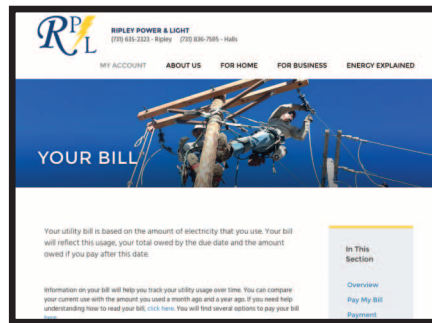 RPL
RIPLEY POWER & LIGHT
(731) 635-2323 - Ripley (731) 836-7595 - Halls
MY ACCOUNT ABOUT US FOR HOME FOR BUSINESS ENERGY EXPLAINED
YOUR BILL
Your utility bill is based on the amount of electricity that you use. Your bill
will reflect this usage, your total owed by the due date and the amount
owed if you pay after this date.
Information on your bill will help you track your utility usage over time. You can compare
your current use with the amount you used a month ago and a year ago. If you need help
understanding how to read your bill, click here. You will find several options to pay your bill
here.
In This
Section
Overview
Pay My Bill
Payment